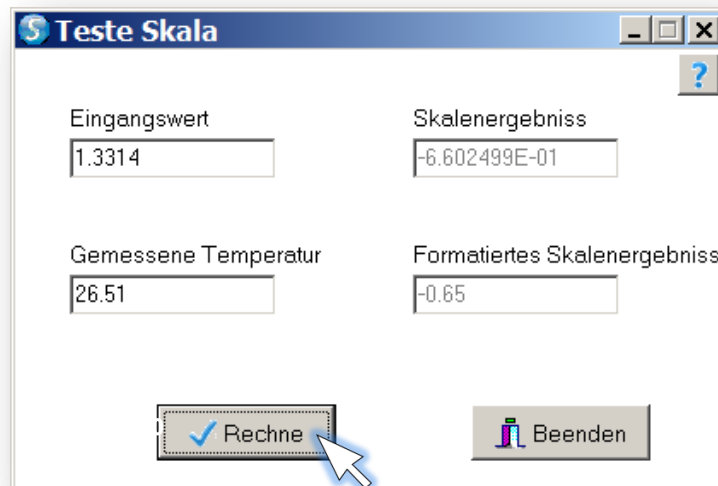 Teste Skala
?
Eingangswert
Skalenergebniss
1.3314
-6.602499E-01
Gemessene Temperatur
Formatiertes Skalenergebniss
26.51
-0.65
Rechne
Beenden